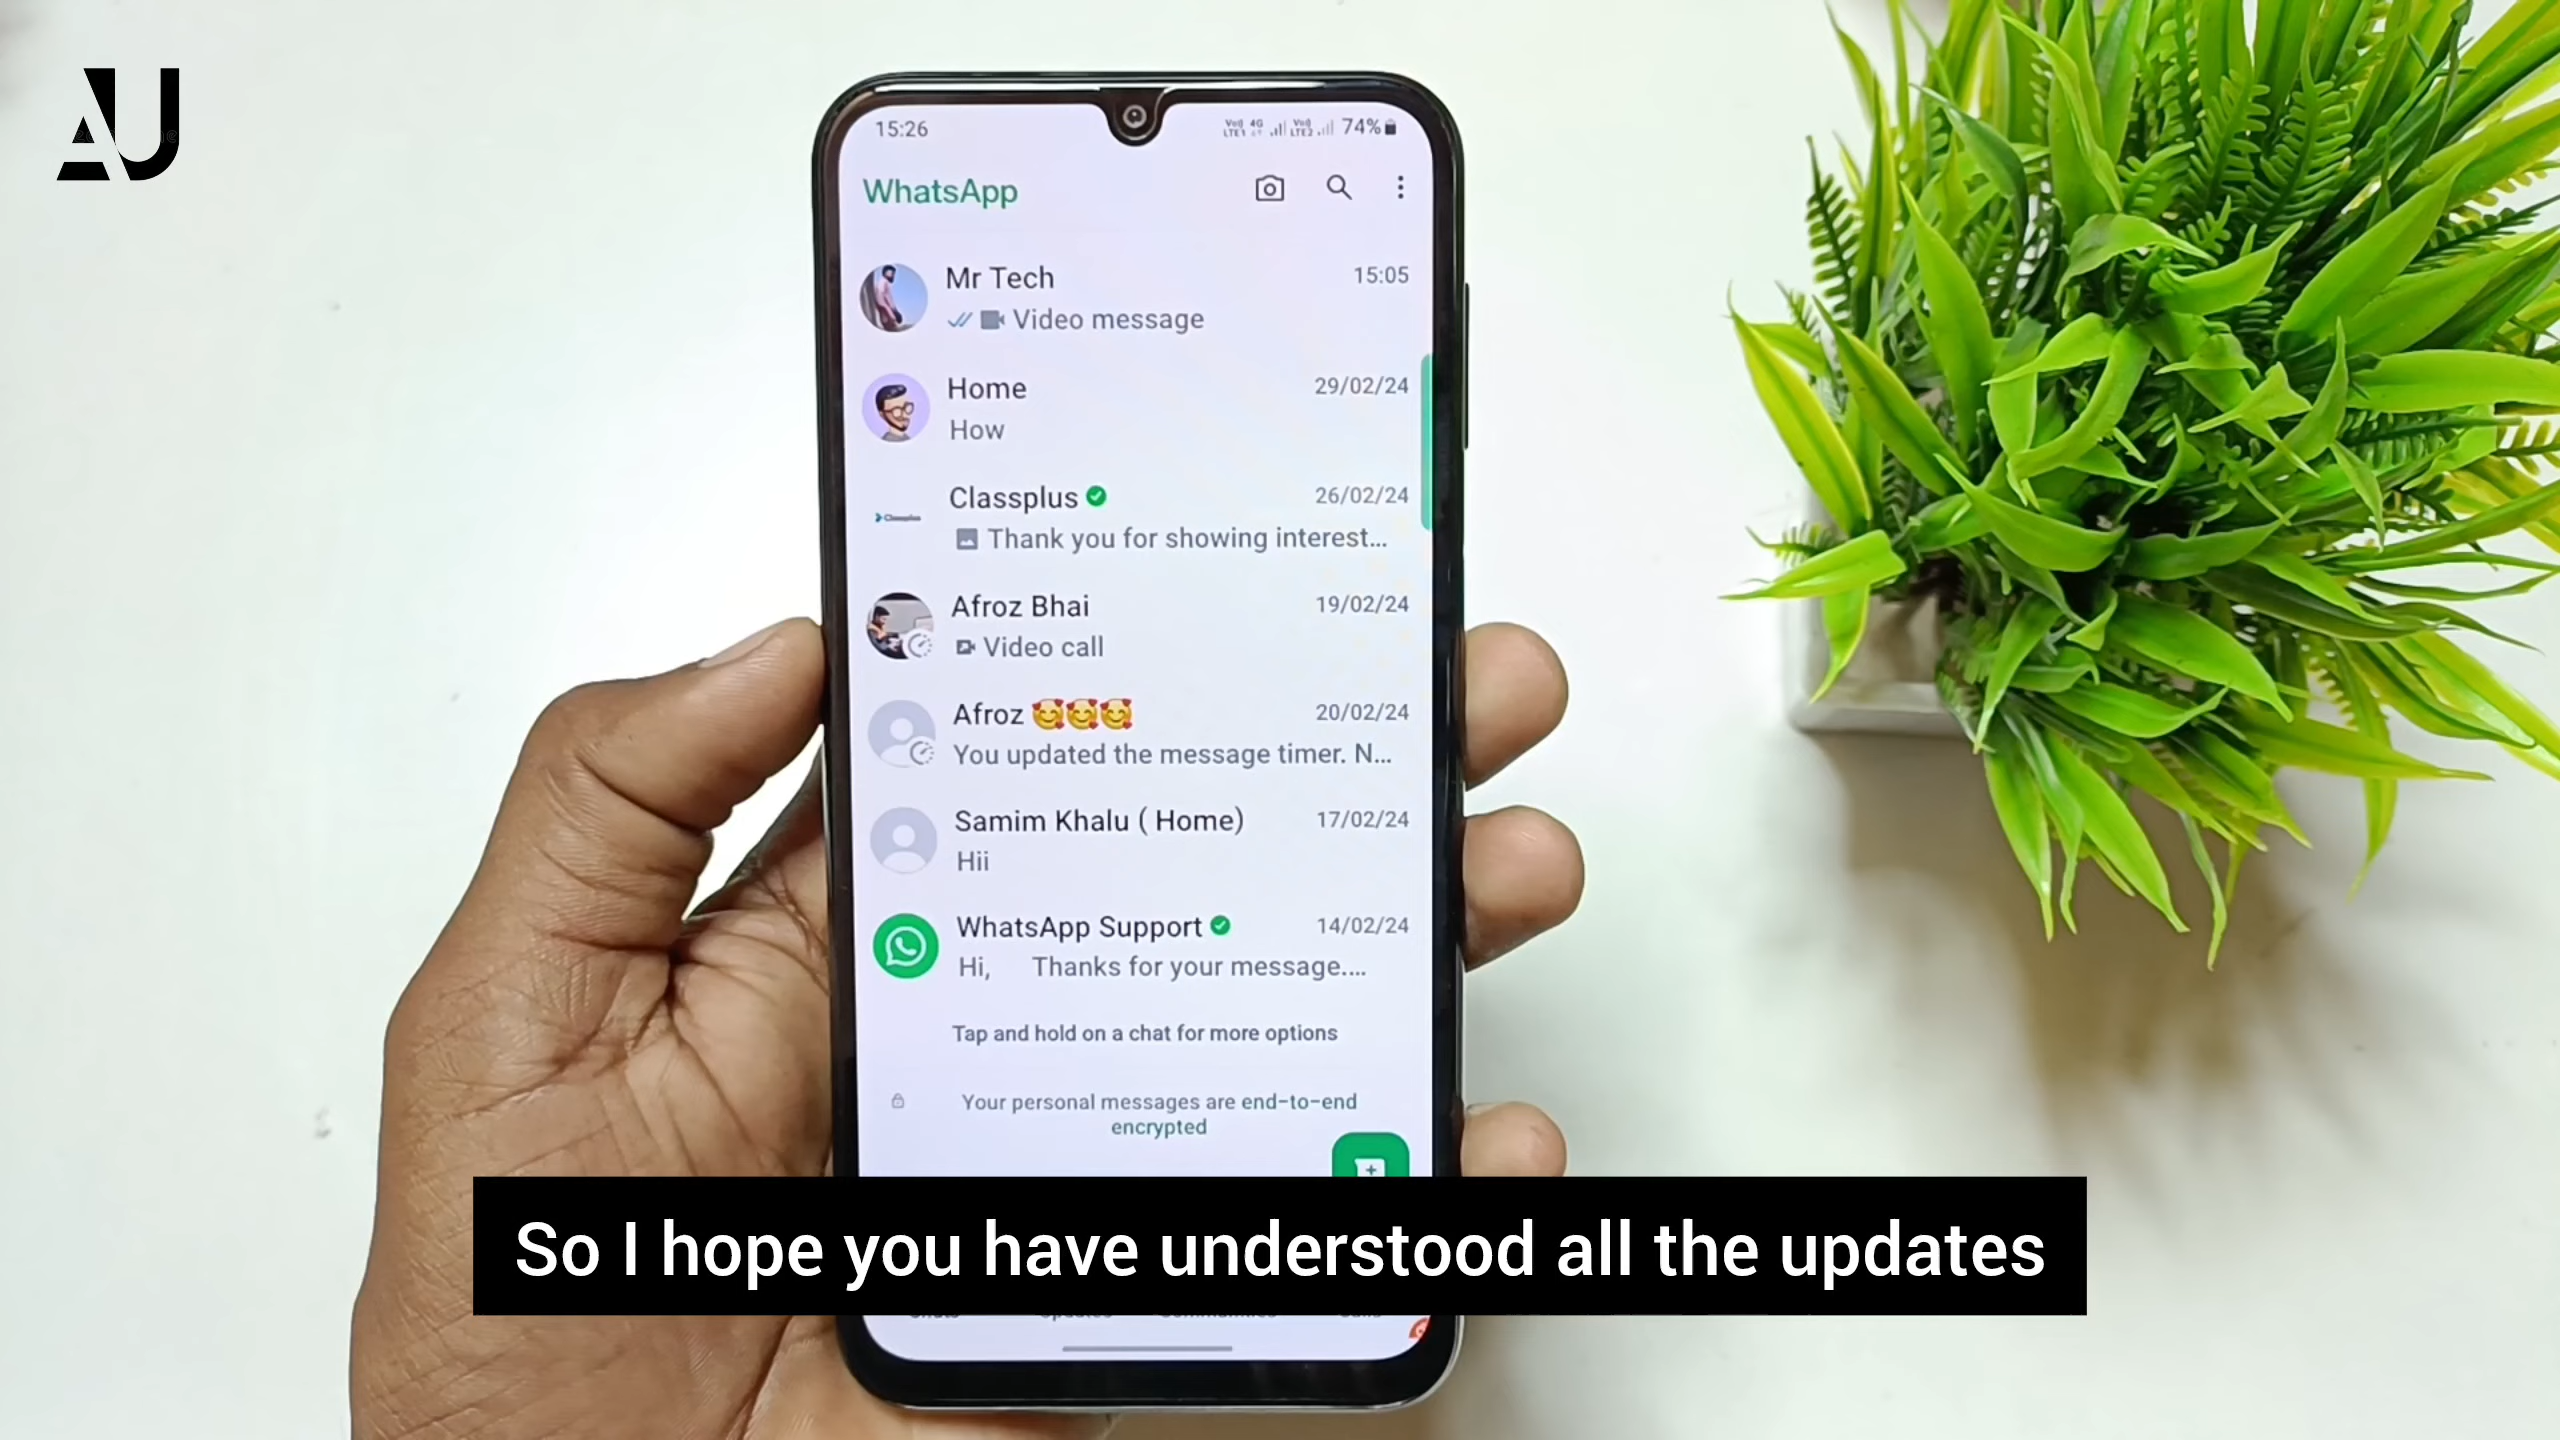 AU
15:26
74%
WhatsApp
Mr Tech
15:05
Video message
Home
29/02/24
How
Classplus
26/02/24
Classplus
Thank you for showing interest...
Afroz Bhai
19/02/24
Video call
Afroz 🥰🥰🥰
20/02/24
You updated the message timer. N...
Samim Khalu ( Home)
17/02/24
Hii
WhatsApp Support
14/02/24
Hi, Thanks for your message....
Tap and hold on a chat for more options
Your personal messages are end-to-end
encrypted
So I hope you have understood all the updates